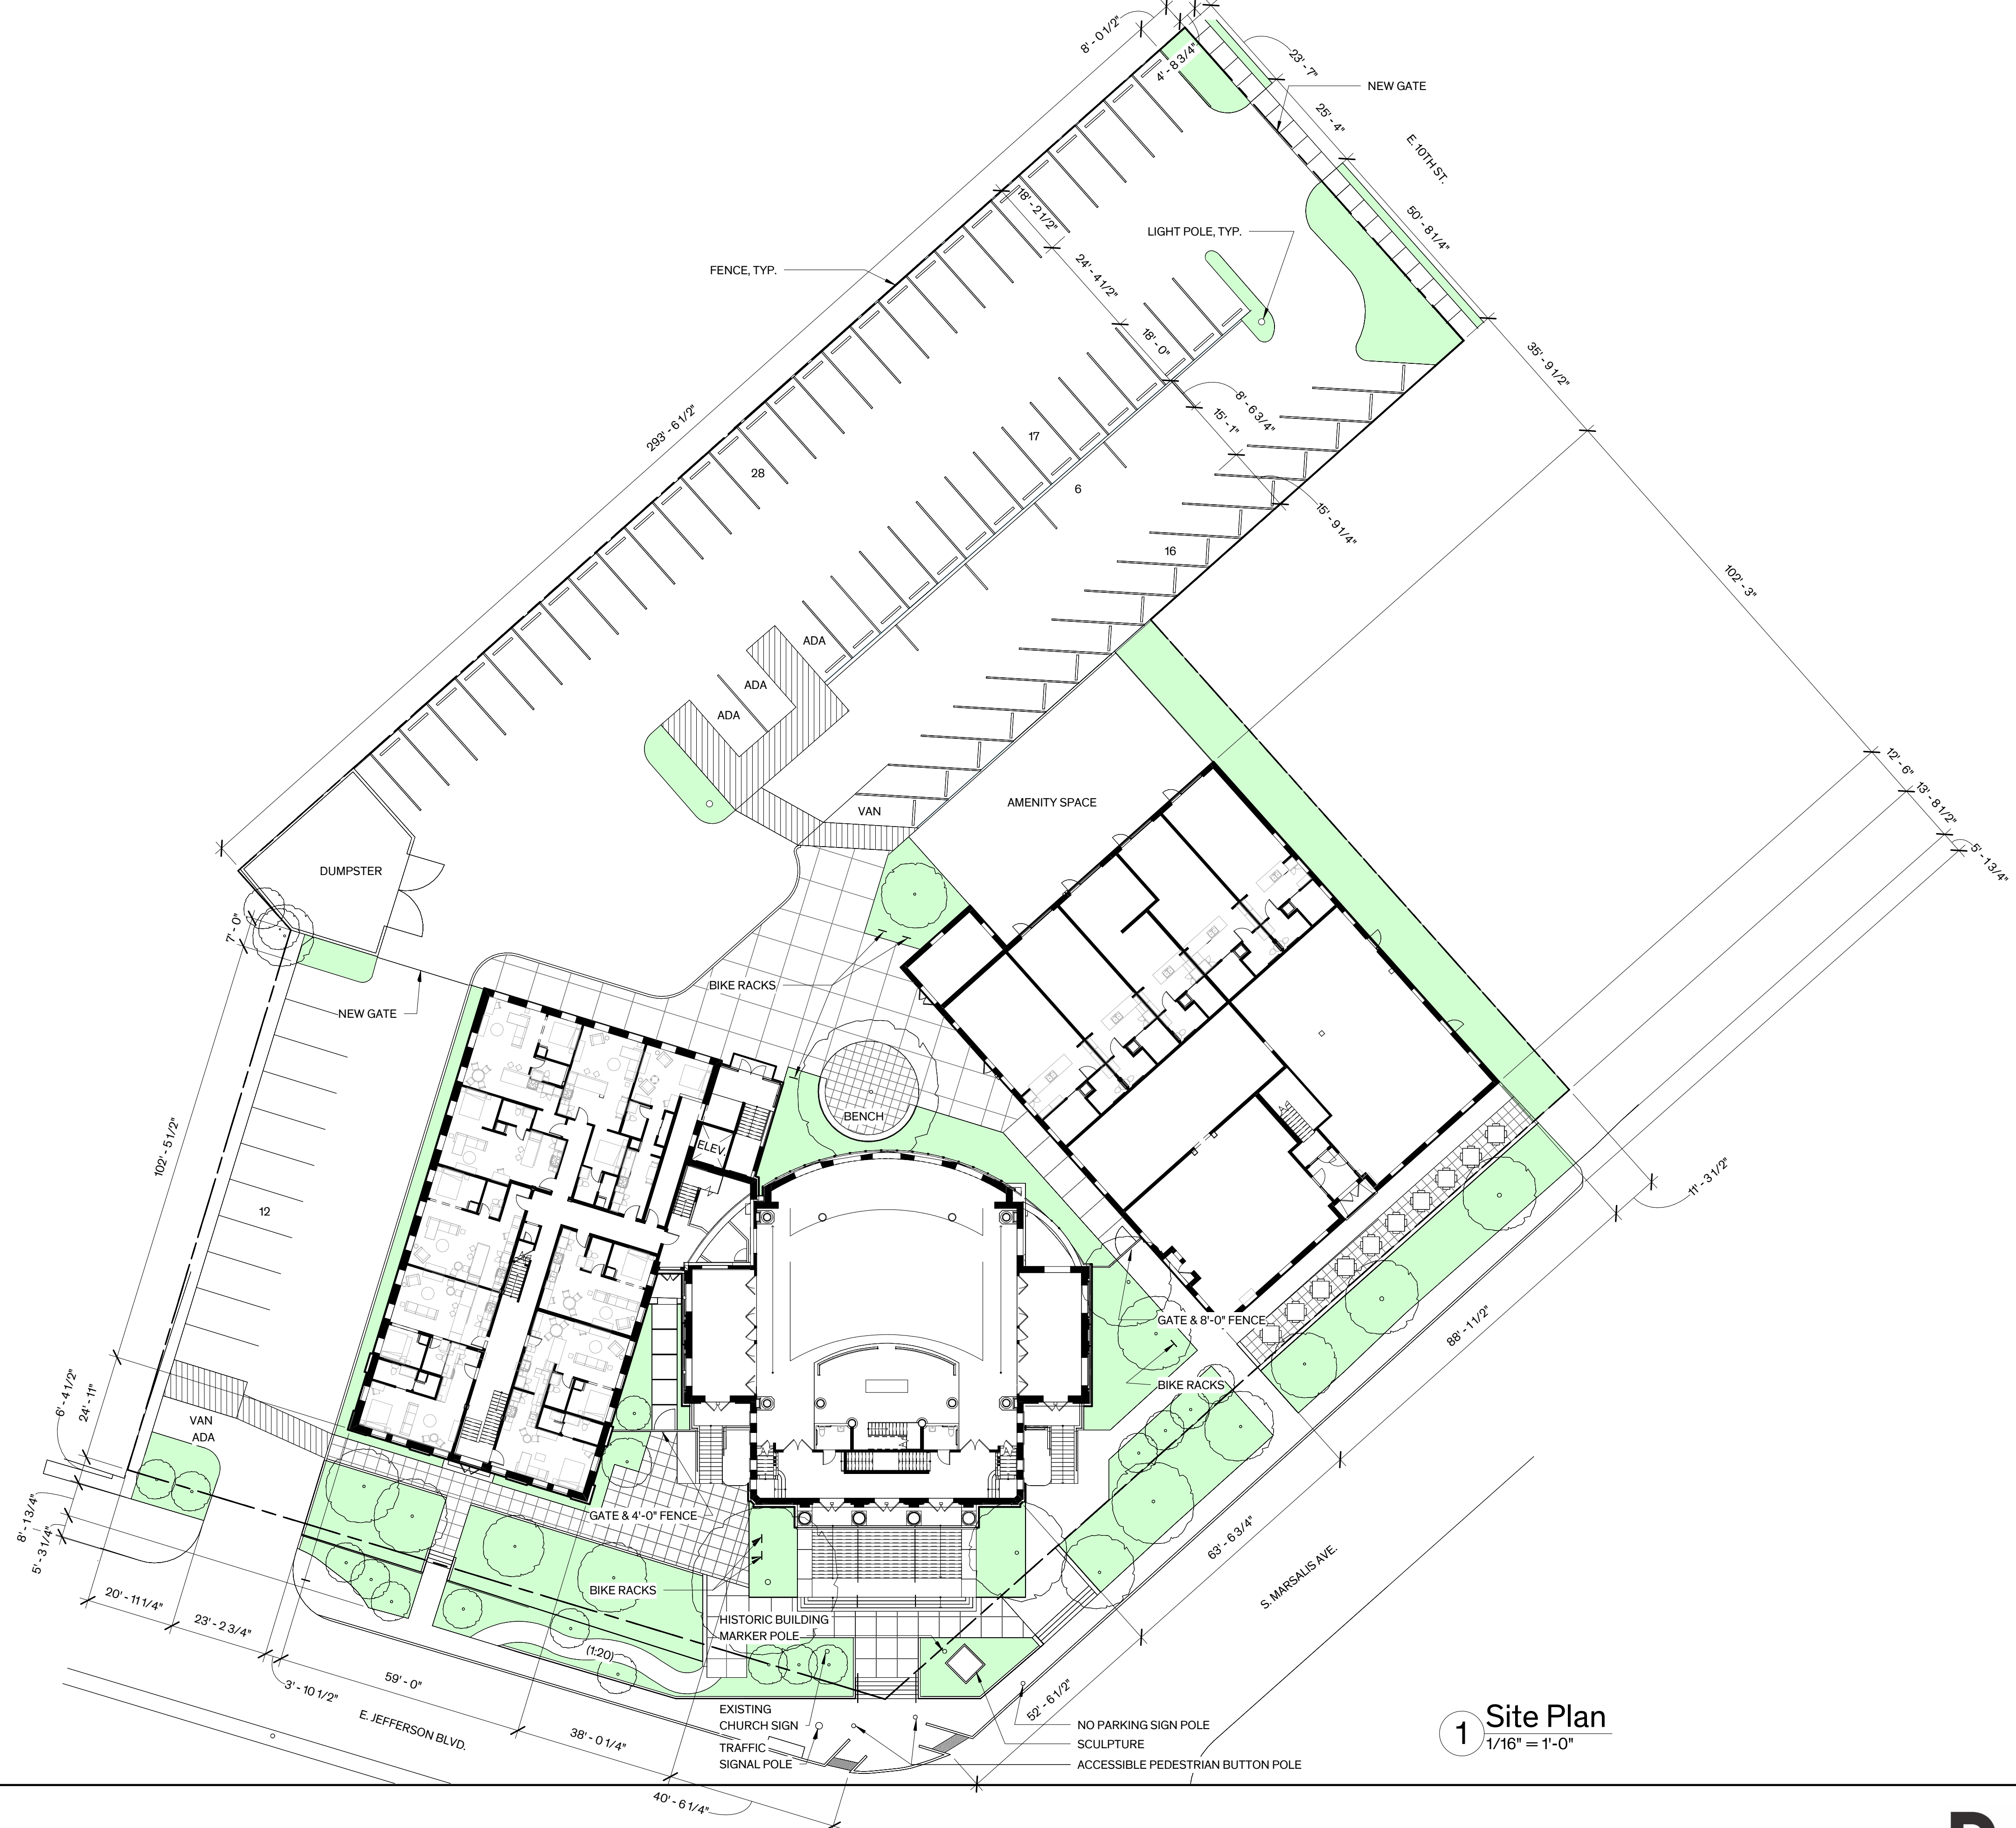 8' - 0 1/2"
4' - 8 3/4"
23' - 7"
NEW GATE
25' - 4"
E. 10TH ST.
50' - 8 1/4"
18' - 2 1/2"
LIGHT POLE, TYP.
FENCE, TYP.
24' - 4 1/2"
18' - 0"
35' - 9 1/2"
8' - 6 3/4"
15' - 1"
293' - 6 1/2"
17
28
6
15' - 9 1/4"
16
102' - 3"
ADA
ADA
ADA
12' - 6"
13' - 8 1/2"
5' - 1 3/4"
AMENITY SPACE
VAN
DUMPSTER
7' - 0"
BIKE RACKS
NEW GATE
BENCH
ELEV.
102' - 5 1/2"
11' - 3 1/2"
12
GATE & 8'-0" FENCE
88' - 1 1/2"
BIKE RACKS
6' - 4 1/2"
24' - 11"
VAN
ADA
8' - 1 3/4"
5' - 3 1/4"
GATE & 4'-0" FENCE
63' - 6 3/4"
S. MARSALIS AVE.
BIKE RACKS
20' - 11 1/4"
23' - 2 3/4"
HISTORIC BUILDING
MARKER POLE
(1:20)
3' - 10 1/2"
59' - 0"
52' - 6 1/2"
E. JEFFERSON BLVD.
38' - 0 1/4"
EXISTING
CHURCH SIGN
TRAFFIC
SIGNAL POLE
NO PARKING SIGN POLE
SCULPTURE
ACCESSIBLE PEDESTRIAN BUTTON POLE
40' - 6 1/4"
1
Site Plan
1/16" = 1'-0"